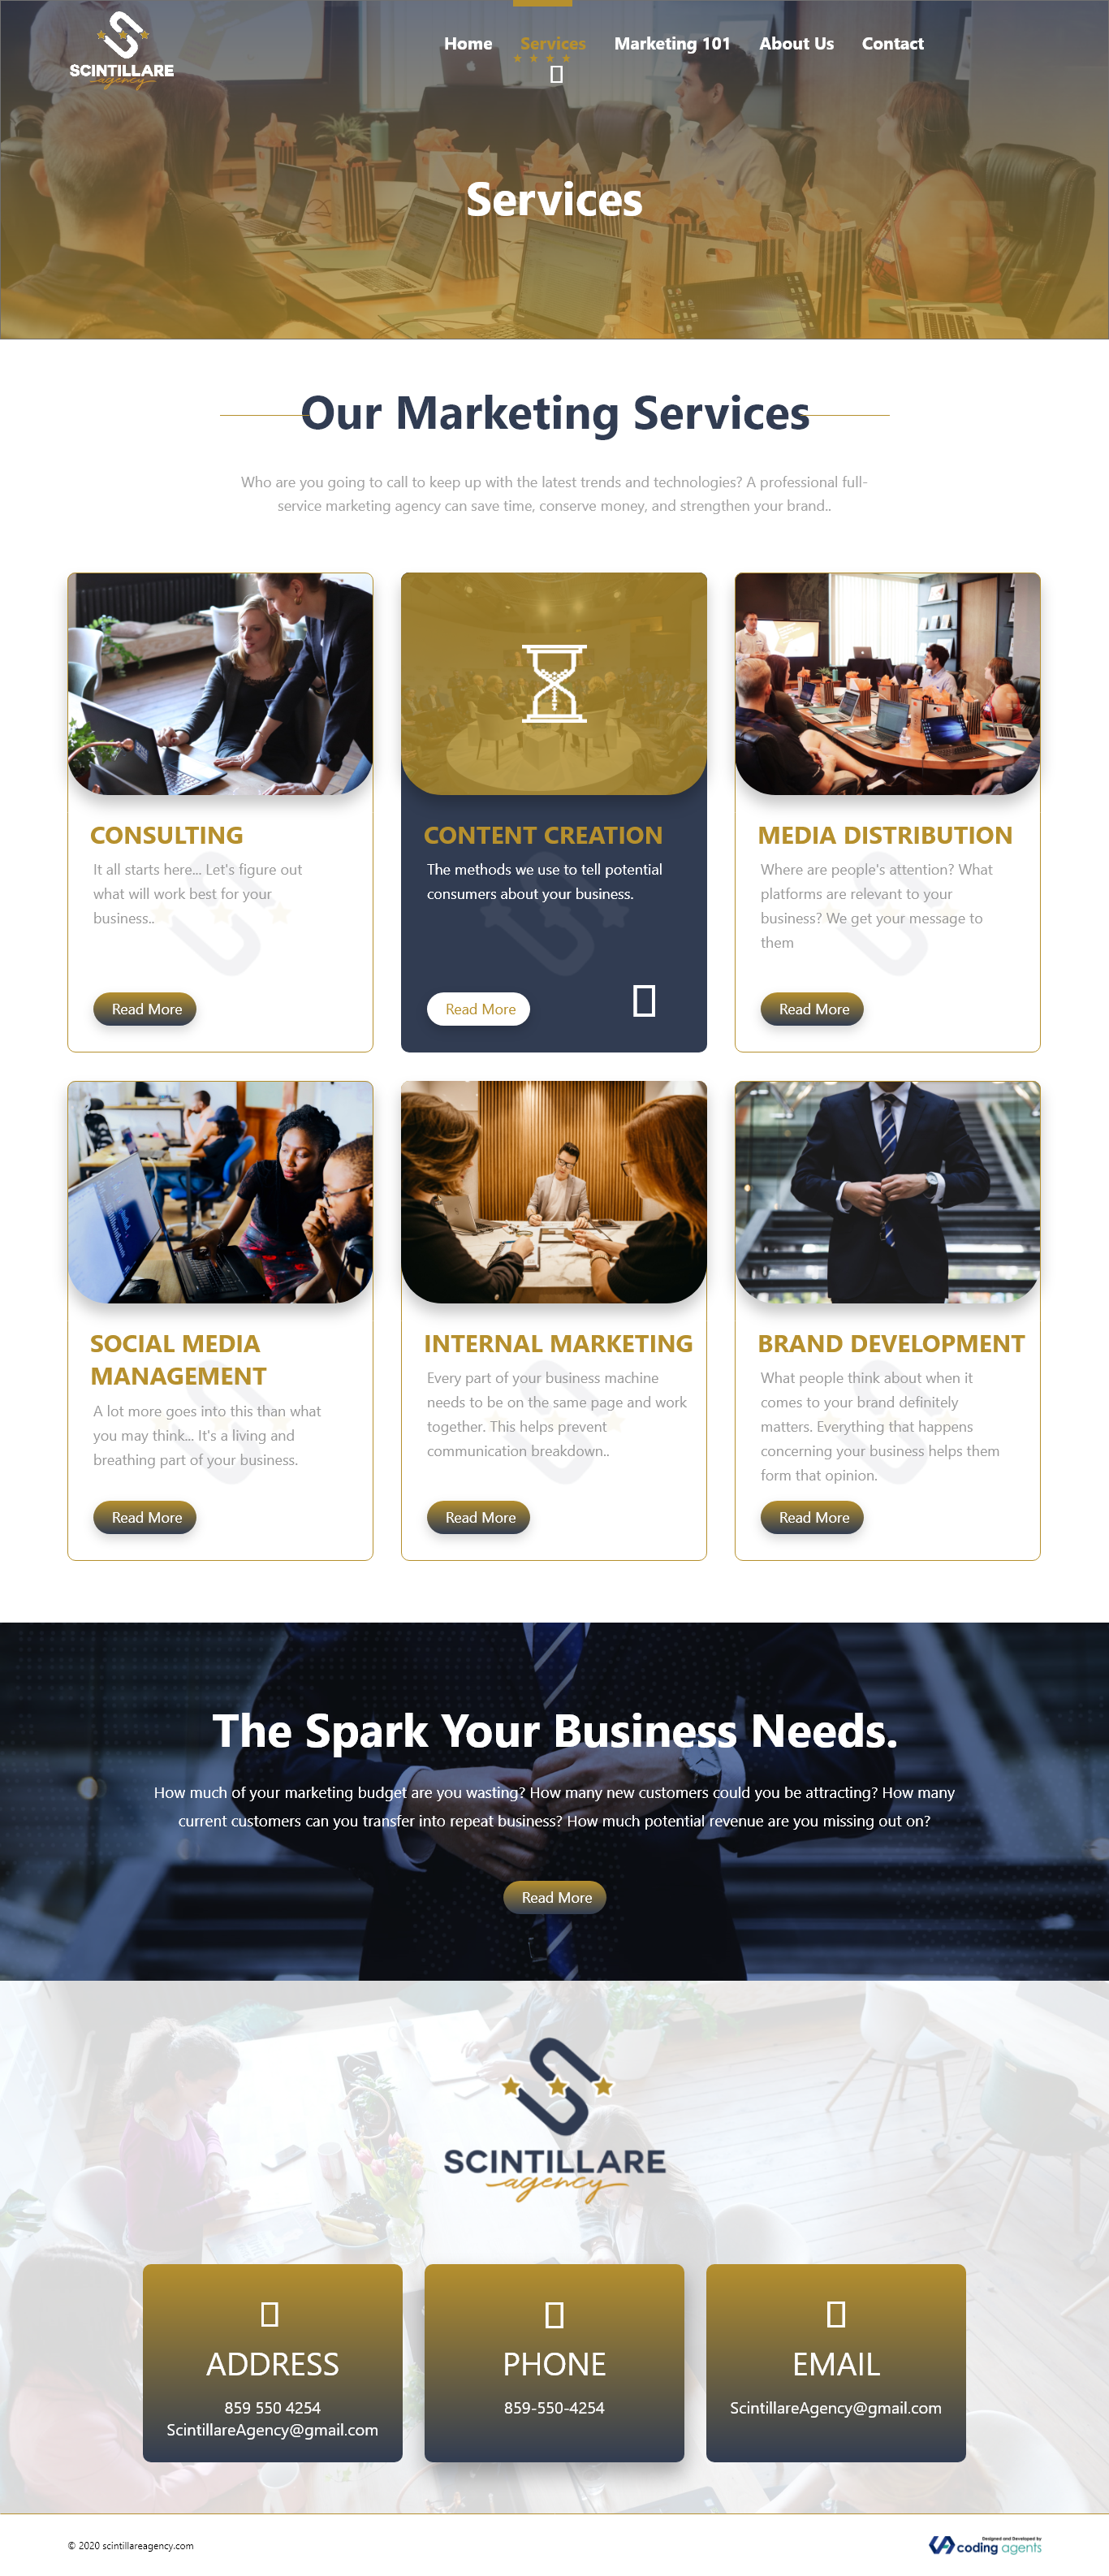 SCINTILLARE
agency
Home Services Marketing 101 About Us Contact
Services
Our Marketing Services
Who are you going to call to keep up with the latest trends and technologies? A professional full-
service marketing agency can save time, conserve money, and strengthen your brand..
CONSULTING
It all starts here... Let's figure out
what will work best for your
business..
Read More
CONTENT CREATION
The methods we use to tell potential
consumers about your business.
Read More
MEDIA DISTRIBUTION
Where are people's attention? What
platforms are relevant to your
business? We get your message to
them
Read More
SOCIAL MEDIA
MANAGEMENT
A lot more goes into this than what
you may think... It's a living and
breathing part of your business.
Read More
INTERNAL MARKETING
Every part of your business machine
needs to be on the same page and work
together. This helps prevent
communication breakdown..
Read More
BRAND DEVELOPMENT
What people think about when it
comes to your brand definitely
matters. Everything that happens
concerning your business helps them
form that opinion.
Read More
The Spark Your Business Needs.
How much of your marketing budget are you wasting? How many new customers could you be attracting? How many
current customers can you transfer into repeat business? How much potential revenue are you missing out on?
Read More
SCINTILLARE
agency
ADDRESS
859 550 4254
ScintillareAgency@gmail.com
PHONE
859-550-4254
EMAIL
ScintillareAgency@gmail.com
© 2020 scintillareagency.com
Designed and Developed by
coding agents